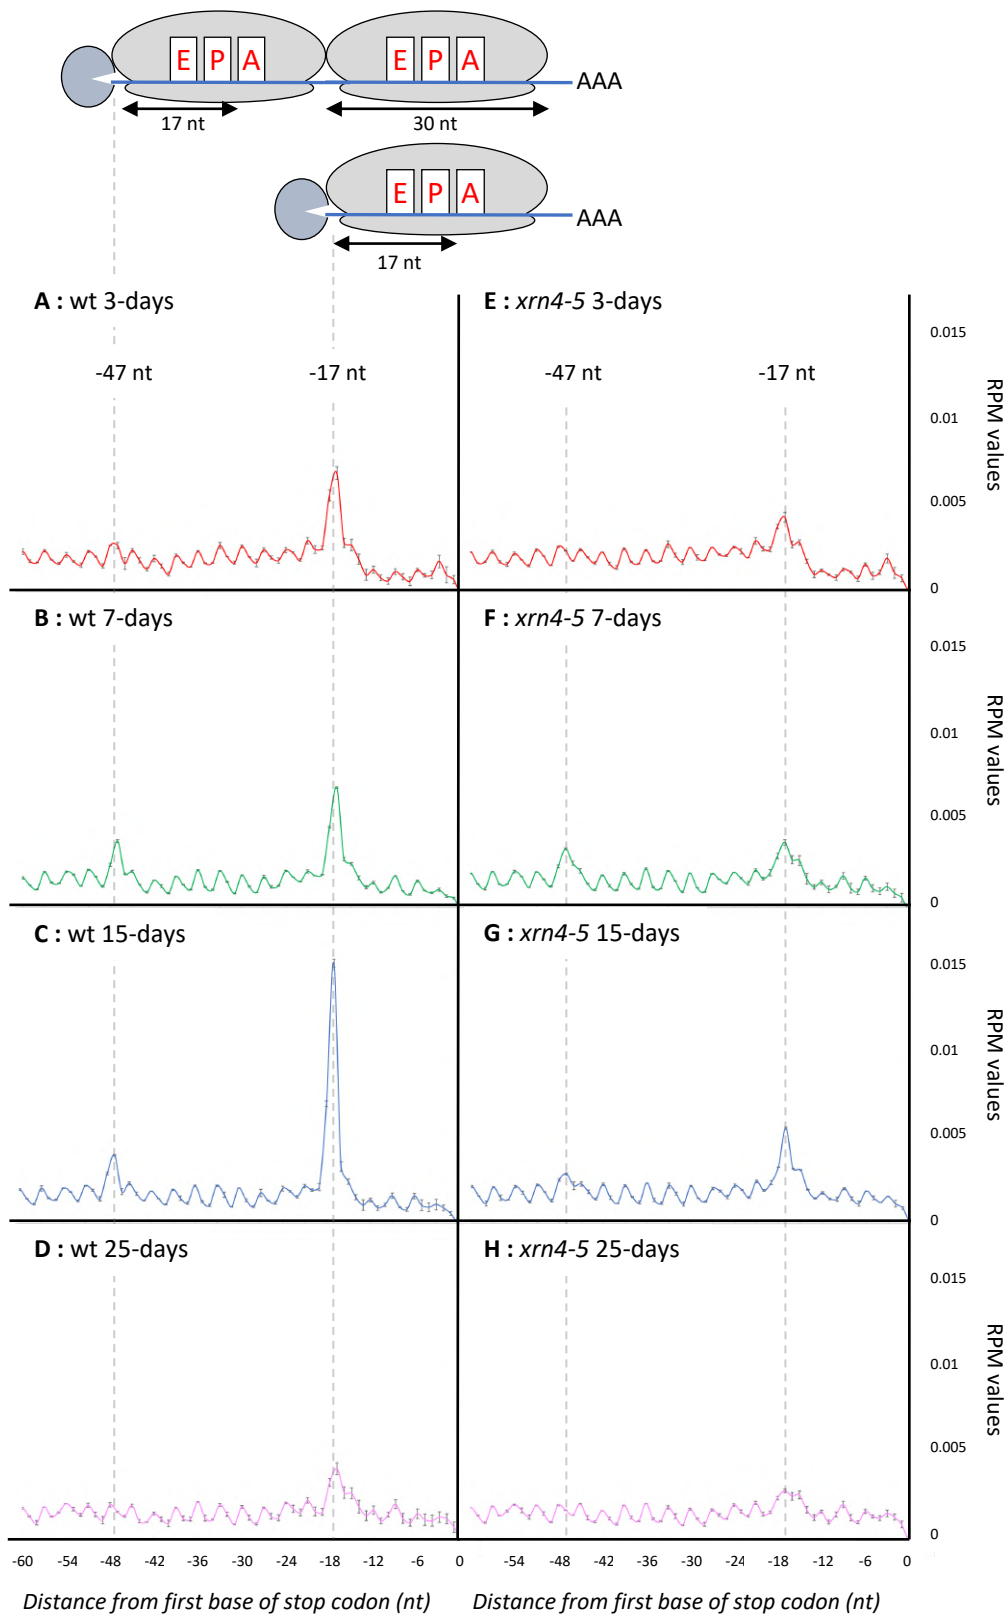 E P A E P A
AAA
17 nt 30 nt
E P A
AAA
17 nt
A : wt 3-days E : xrn4-5 3-days
0.015
-47 nt -17 nt -47 nt -17 nt
0.01
RPM values
0.005
0
B : wt 7-days F : xrn4-5 7-days
0.015
0.01
RPM values
0.005
0
C : wt 15-days G : xrn4-5 15-days
0.015
0.01
RPM values
0.005
0
D : wt 25-days H : xrn4-5 25-days
0.015
0.01
RPM values
0.005
0
-60 -54 -48 -42 -36 -30 -24 -18 -12 -6 0 -54 -48 -42 -36 -30 -24 -18 -12 -6 0
Distance from first base of stop codon (nt) Distance from first base of stop codon (nt)